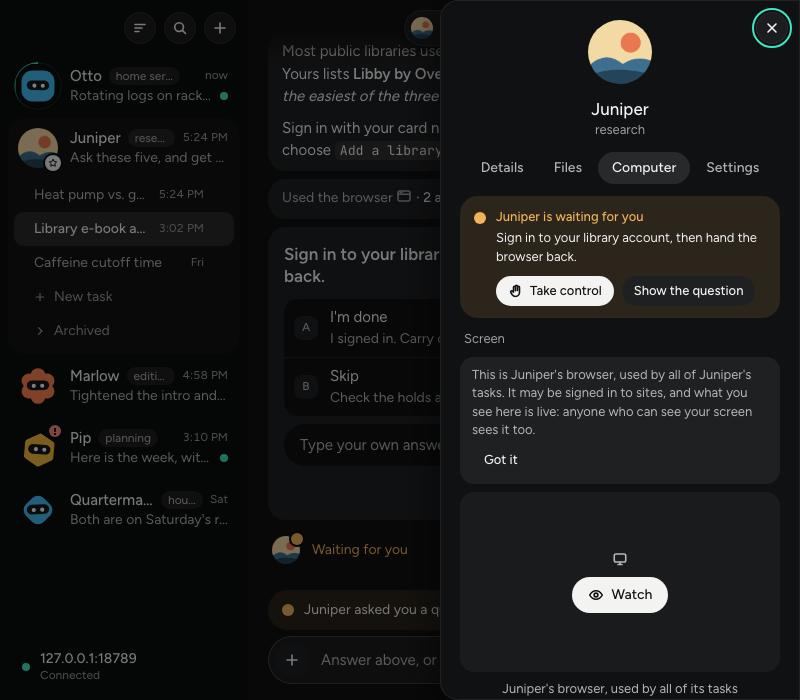 Otto home ser... now
Rotating logs on rack...
Juniper rese... 5:24 PM
Ask these five, and get ...
Heat pump vs. g... 5:24 PM
Library e-book a... 3:02 PM
Caffeine cutoff time Fri
+ New task
> Archived
Marlow editi... 4:58 PM
Tightened the intro and...
Pip planning 3:10 PM
Here is the week, wit...
Quarterma... hou... Sat
Both are on Saturday's r...
127.0.0.1:18789
Connected
Most public libraries use
Yours lists Libby by Ove
the easiest of the three
Sign in with your card n
choose Add a library
Used the browser · 2 a
Sign in to your librar
back.
A I'm done
I signed in. Carry o
B Skip
Check the holds a
Type your own answe
Waiting for you
Juniper asked you a q
+ Answer above, or
Juniper
research
Details Files Computer Settings
Juniper is waiting for you
Sign in to your library account, then hand the
browser back.
Take control Show the question
Screen
This is Juniper's browser, used by all of Juniper's
tasks. It may be signed in to sites, and what you
see here is live: anyone who can see your screen
sees it too.
Got it
Watch
Juniper's browser, used by all of its tasks